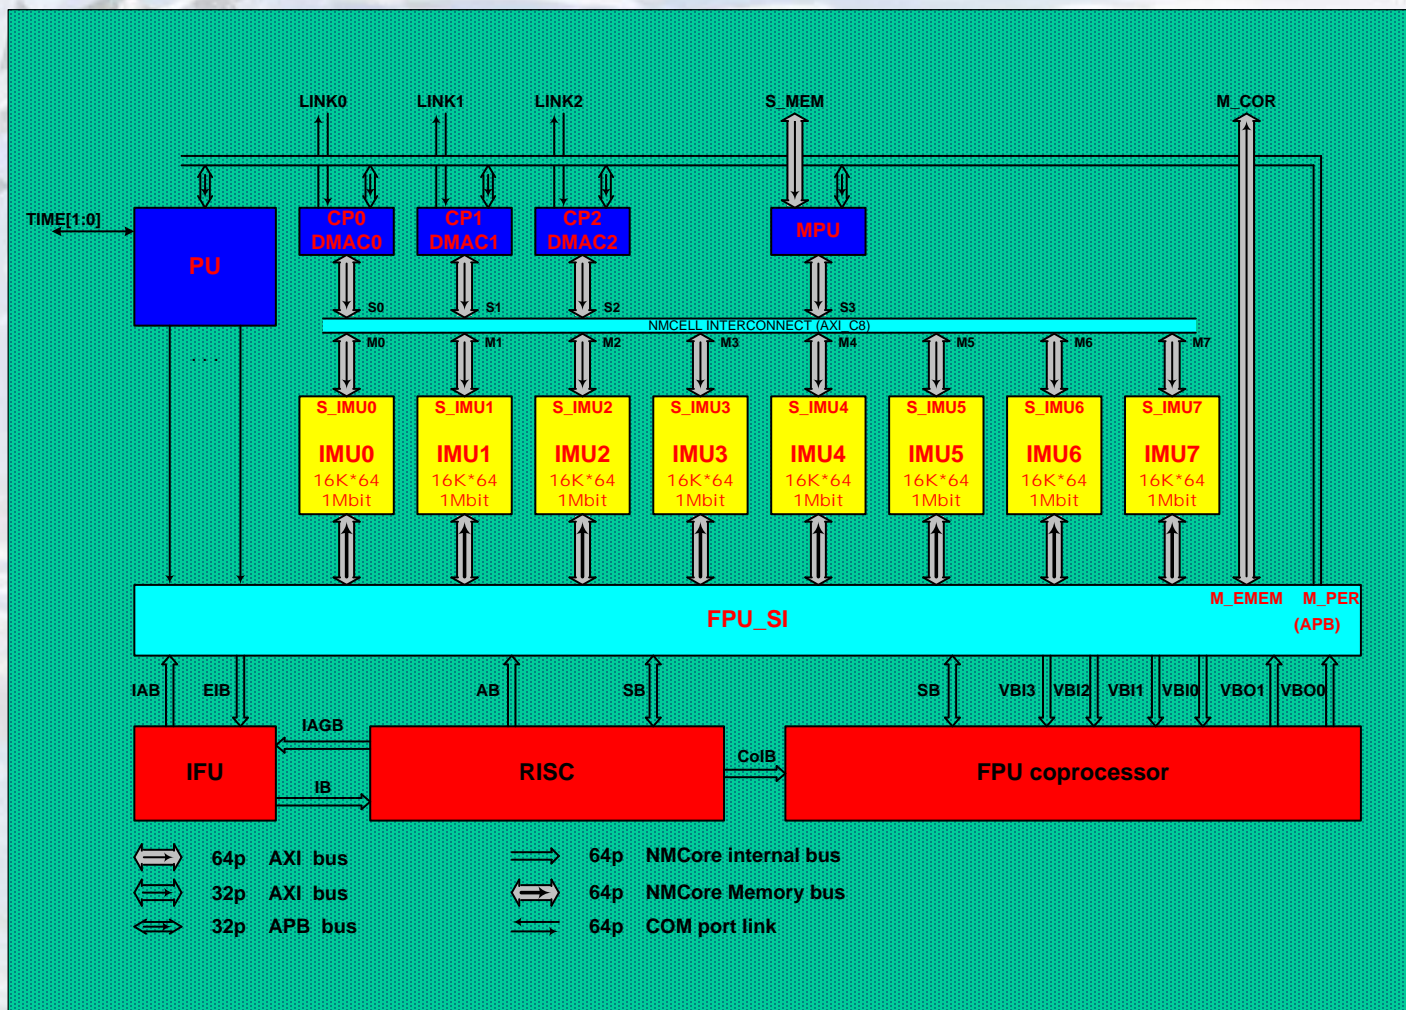 LINK0 LINK1 LINK2 S_MEM M_COR
TIME[1:0]
PU
CP0
DMAC0
CP1
DMAC1
CP2
DMAC2
MPU
S0 S1 S2 S3
NMCELL INTERCONNECT (AXI_C8)
M0 M1 M2 M3 M4 M5 M6 M7
. . .
S_IMU0
IMU0
16K*64
1Mbit
S_IMU1
IMU1
16K*64
1Mbit
S_IMU2
IMU2
16K*64
1Mbit
S_IMU3
IMU3
16K*64
1Mbit
S_IMU4
IMU4
16K*64
1Mbit
S_IMU5
IMU5
16K*64
1Mbit
S_IMU6
IMU6
16K*64
1Mbit
S_IMU7
IMU7
16K*64
1Mbit
FPU_SI
M_EMEM M_PER
(APB)
IAB EIB AB SB SB VBI3 VBI2 VBI1 VBI0 VBO1 VBO0
IFU
IAGB
IB
RISC
CoIB
FPU coprocessor
64p AXI bus
32p AXI bus
32p APB bus
64p NMCore internal bus
64p NMCore Memory bus
64p COM port link